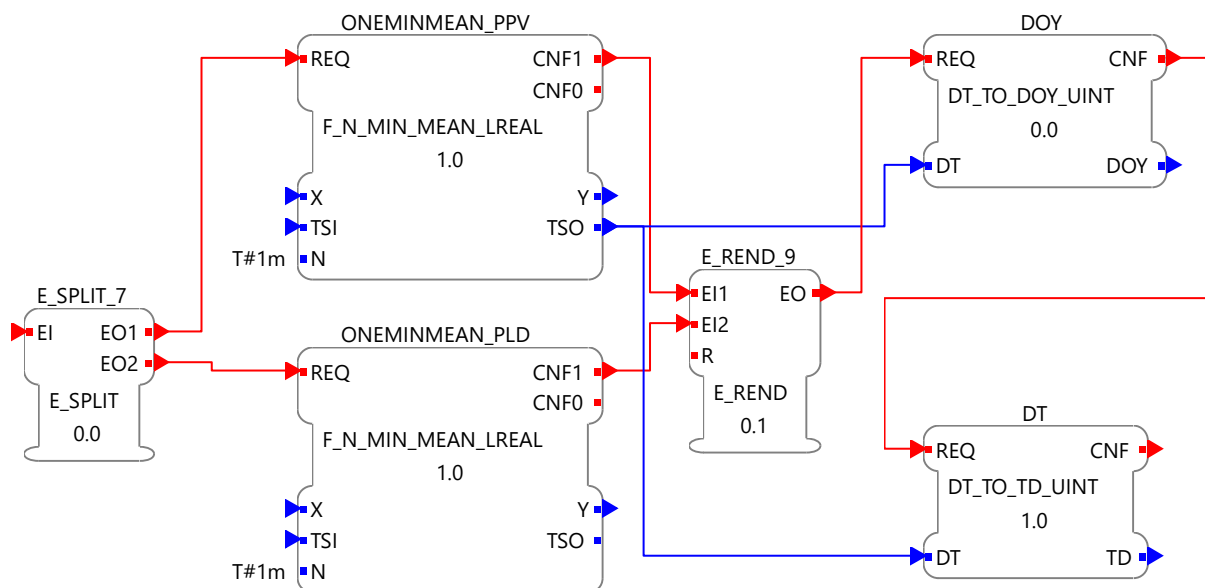 E_SPLIT_7
EI
EO1
EO2
E_SPLIT
0.0
ONEMINMEAN_PPV
REQ
CNF1
CNF0
F_N_MIN_MEAN_LREAL
1.0
X
Y
TSI
TSO
T#1m
N
ONEMINMEAN_PLD
REQ
CNF1
CNF0
F_N_MIN_MEAN_LREAL
1.0
X
Y
TSI
TSO
T#1m
N
E_REND_9
EI1
EO
EI2
R
E_REND
0.1
DOY
REQ
CNF
DT_TO_DOY_UINT
0.0
DT
DOY
DT
REQ
CNF
DT_TO_TD_UINT
1.0
DT
TD